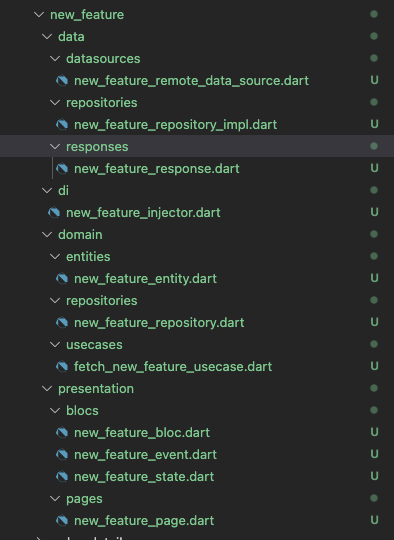 new_feature
data
datasources
new_feature_remote_data_source.dart U
repositories
new_feature_repository_impl.dart U
responses
new_feature_response.dart U
di
new_feature_injector.dart U
domain
entities
new_feature_entity.dart U
repositories
new_feature_repository.dart U
usecases
fetch_new_feature_usecase.dart U
presentation
blocs
new_feature_bloc.dart U
new_feature_event.dart U
new_feature_state.dart U
pages
new_feature_page.dart U